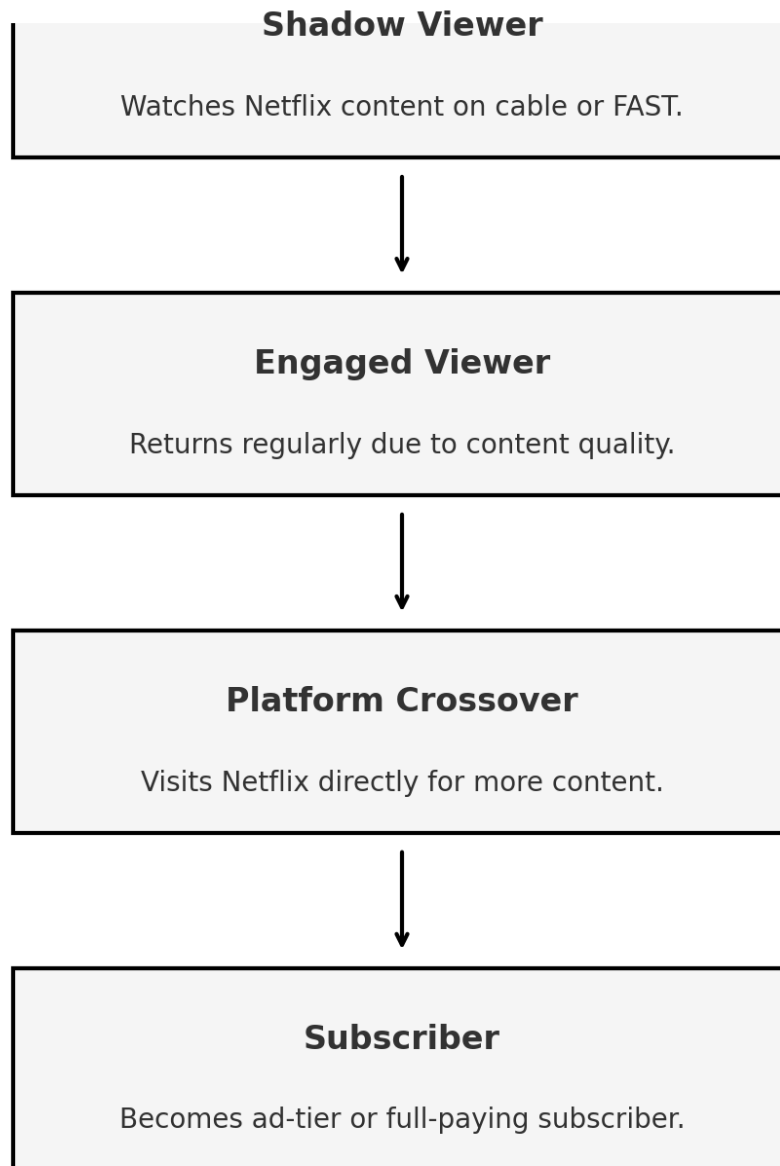 Shadow Viewer
Watches Netflix content on cable or FAST.
Engaged Viewer
Returns regularly due to content quality.
Platform Crossover
Visits Netflix directly for more content.
Subscriber
Becomes ad-tier or full-paying subscriber.